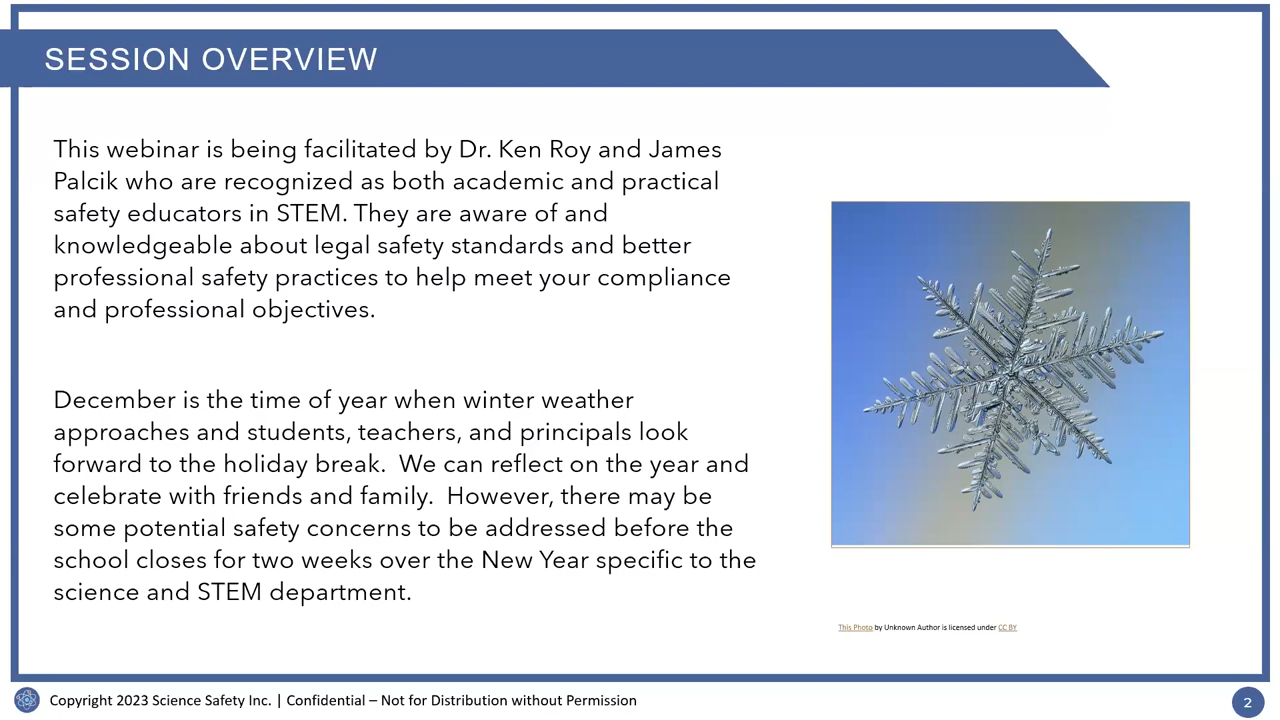 SESSION OVERVIEW
This webinar is being facilitated by Dr. Ken Roy and James
Palcik who are recognized as both academic and practical
safety educators in STEM. They are aware of and
knowledgeable about legal safety standards and better
professional safety practices to help meet your compliance
and professional objectives.
December is the time of year when winter weather
approaches and students, teachers, and principals look
forward to the holiday break.  We can reflect on the year and
celebrate with friends and family.  However, there may be
some potential safety concerns to be addressed before the
school closes for two weeks over the New Year specific to the
science and STEM department.
This Photo by Unknown Author is licensed under CC BY
Copyright 2023 Science Safety Inc. | Confidential – Not for Distribution without Permission
2